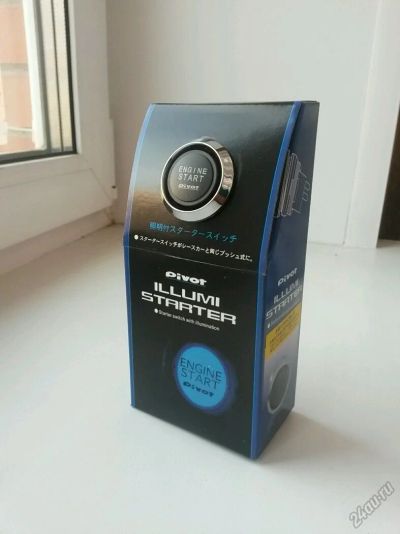 ENGINE
START
Pivot
照明付スタータースイッチ
●スタータースイッチがレースカーと同じプッシュ式に。
Pivot
ILLUMI
STARTER
●Starter switch with illumination
ENGINE
START
Pivot
Pivot
ILLUMI
STARTER
24au.ru